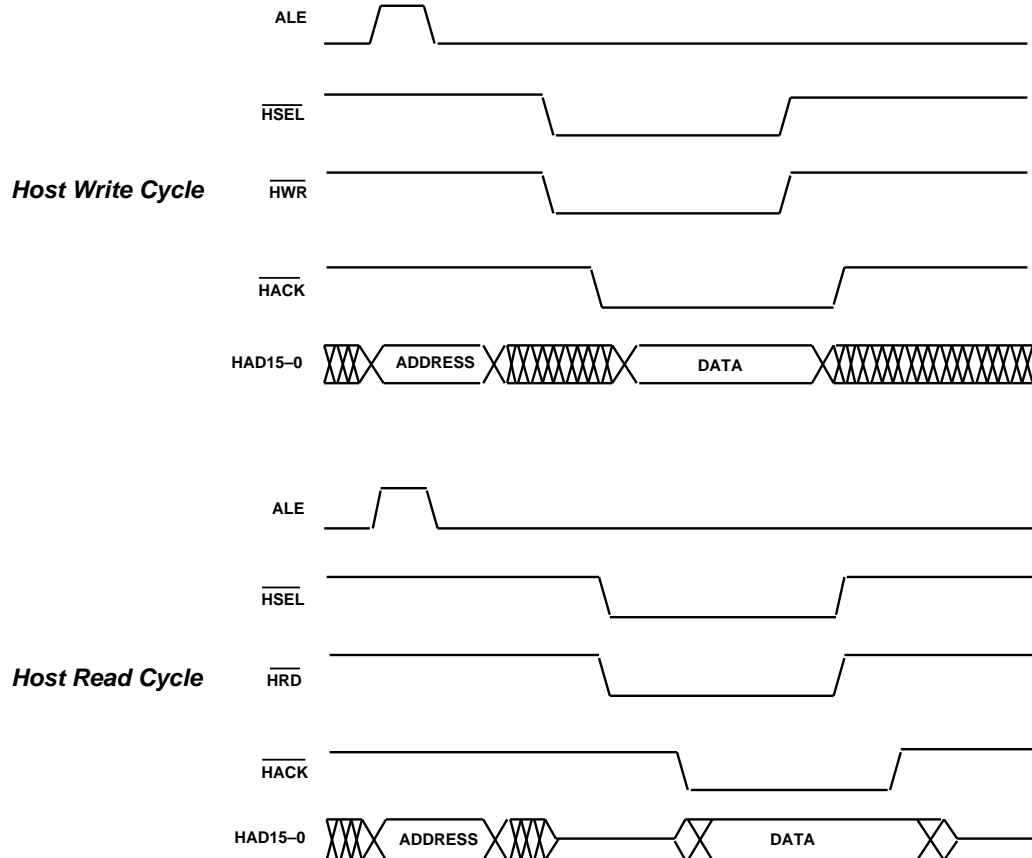 ALE
HSEL
Host Write Cycle HWR
HACK
HAD15–0 ADDRESS DATA
ALE
HSEL
Host Read Cycle HRD
HACK
HAD15–0 ADDRESS DATA